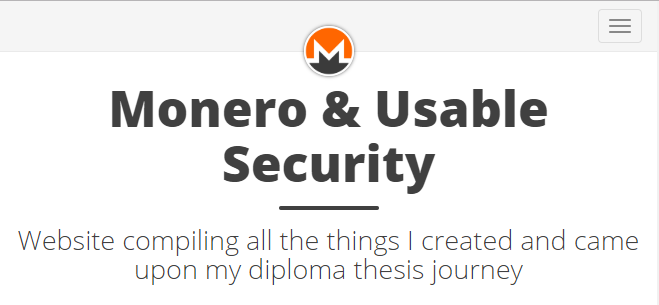 Monero & Usable
Security
Website compiling all the things I created and came
upon my diploma thesis journey